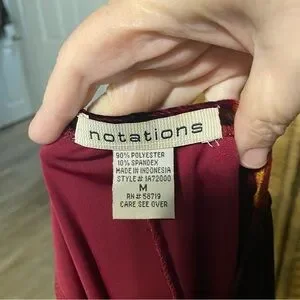 notations
90% POLYESTER
10% SPANDEX
MADE IN INDONESIA
STYLE# 1A72000
M
RN# 58719
CARE SEE OVER